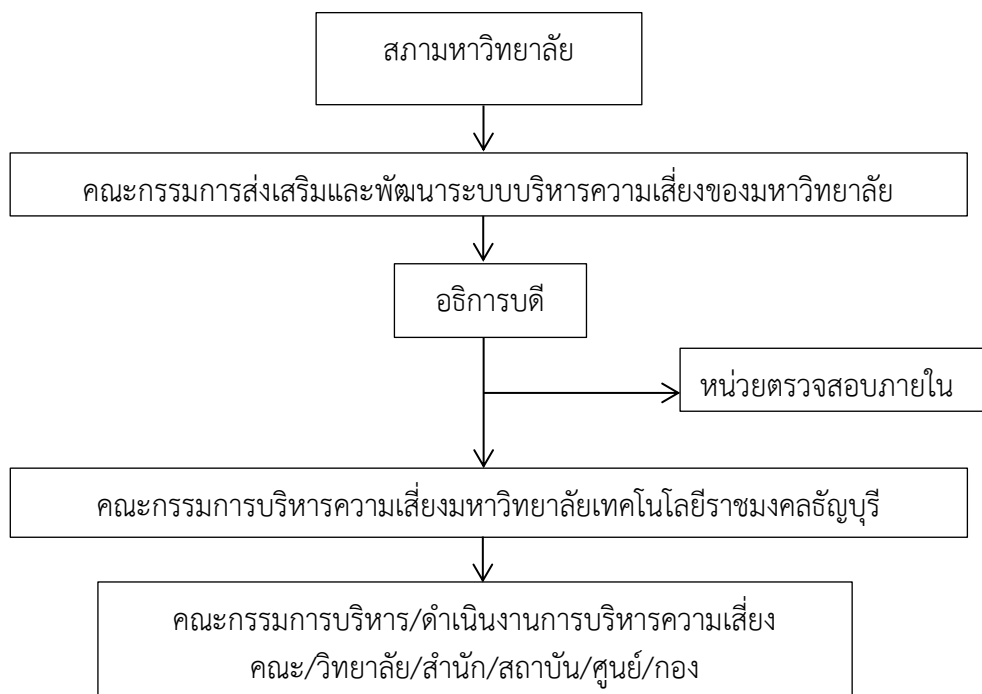 สภามหาวิทยาลัย
คณะกรรมการส่งเสริมและพัฒนาระบบบริหารความเสี่ยงของมหาวิทยาลัย
อธิการบดี
หน่วยตรวจสอบภายใน
คณะกรรมการบริหารความเสี่ยงมหาวิทยาลัยเทคโนโลยีราชมงคลธัญบุรี
คณะกรรมการบริหาร/ดำเนินงานการบริหารความเสี่ยง
คณะ/วิทยาลัย/สำนัก/สถาบัน/ศูนย์/กอง